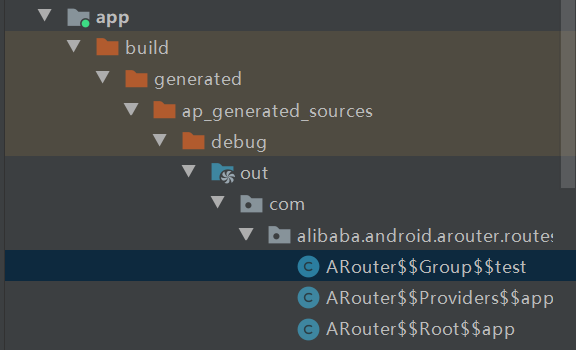 app
build
generated
ap_generated_sources
debug
out
com
alibaba.android.arouter.routes
C ARouter$$Group$$test
C ARouter$$Providers$$app
C ARouter$$Root$$app